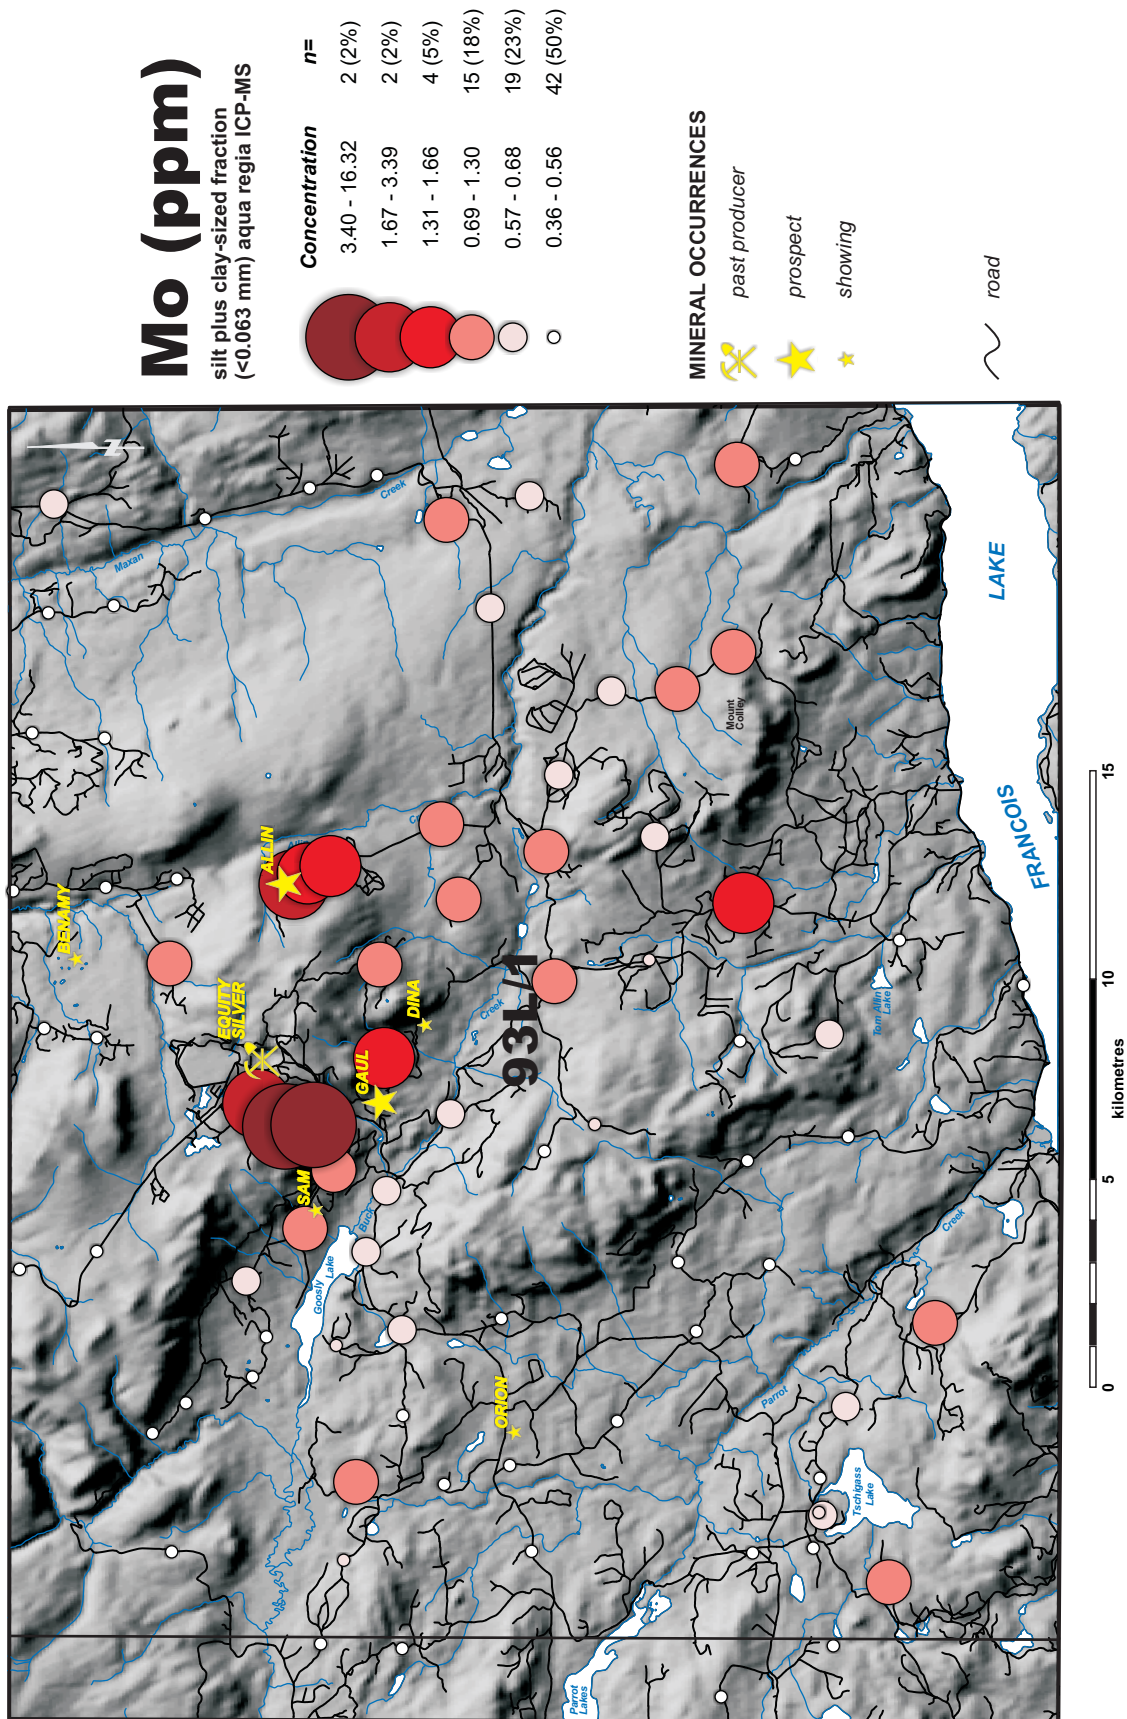 Mo (ppm)
silt plus clay-sized fraction
(<0.063 mm) aqua regia ICP-MS
Concentration n=
3.40 - 16.32 2 (2%)
1.67 - 3.39 2 (2%)
1.31 - 1.66 4 (5%)
0.69 - 1.30 15 (18%)
0.57 - 0.68 19 (23%)
0.36 - 0.56 42 (50%)
MINERAL OCCURRENCES
past producer
prospect
showing
road
Maxan
Creek
BENAMY
ALLIN
EQUITY
SILVER
SAM
GAUL
DINA
Creek
93L/1
Buck
Goosly
Lake
ORION
Mount
Colley
Tom Allin
Lake
Parrot
Creek
Tschigass
Lake
Parrot
Lakes
FRANCOIS
LAKE
0 5 10 15
kilometres